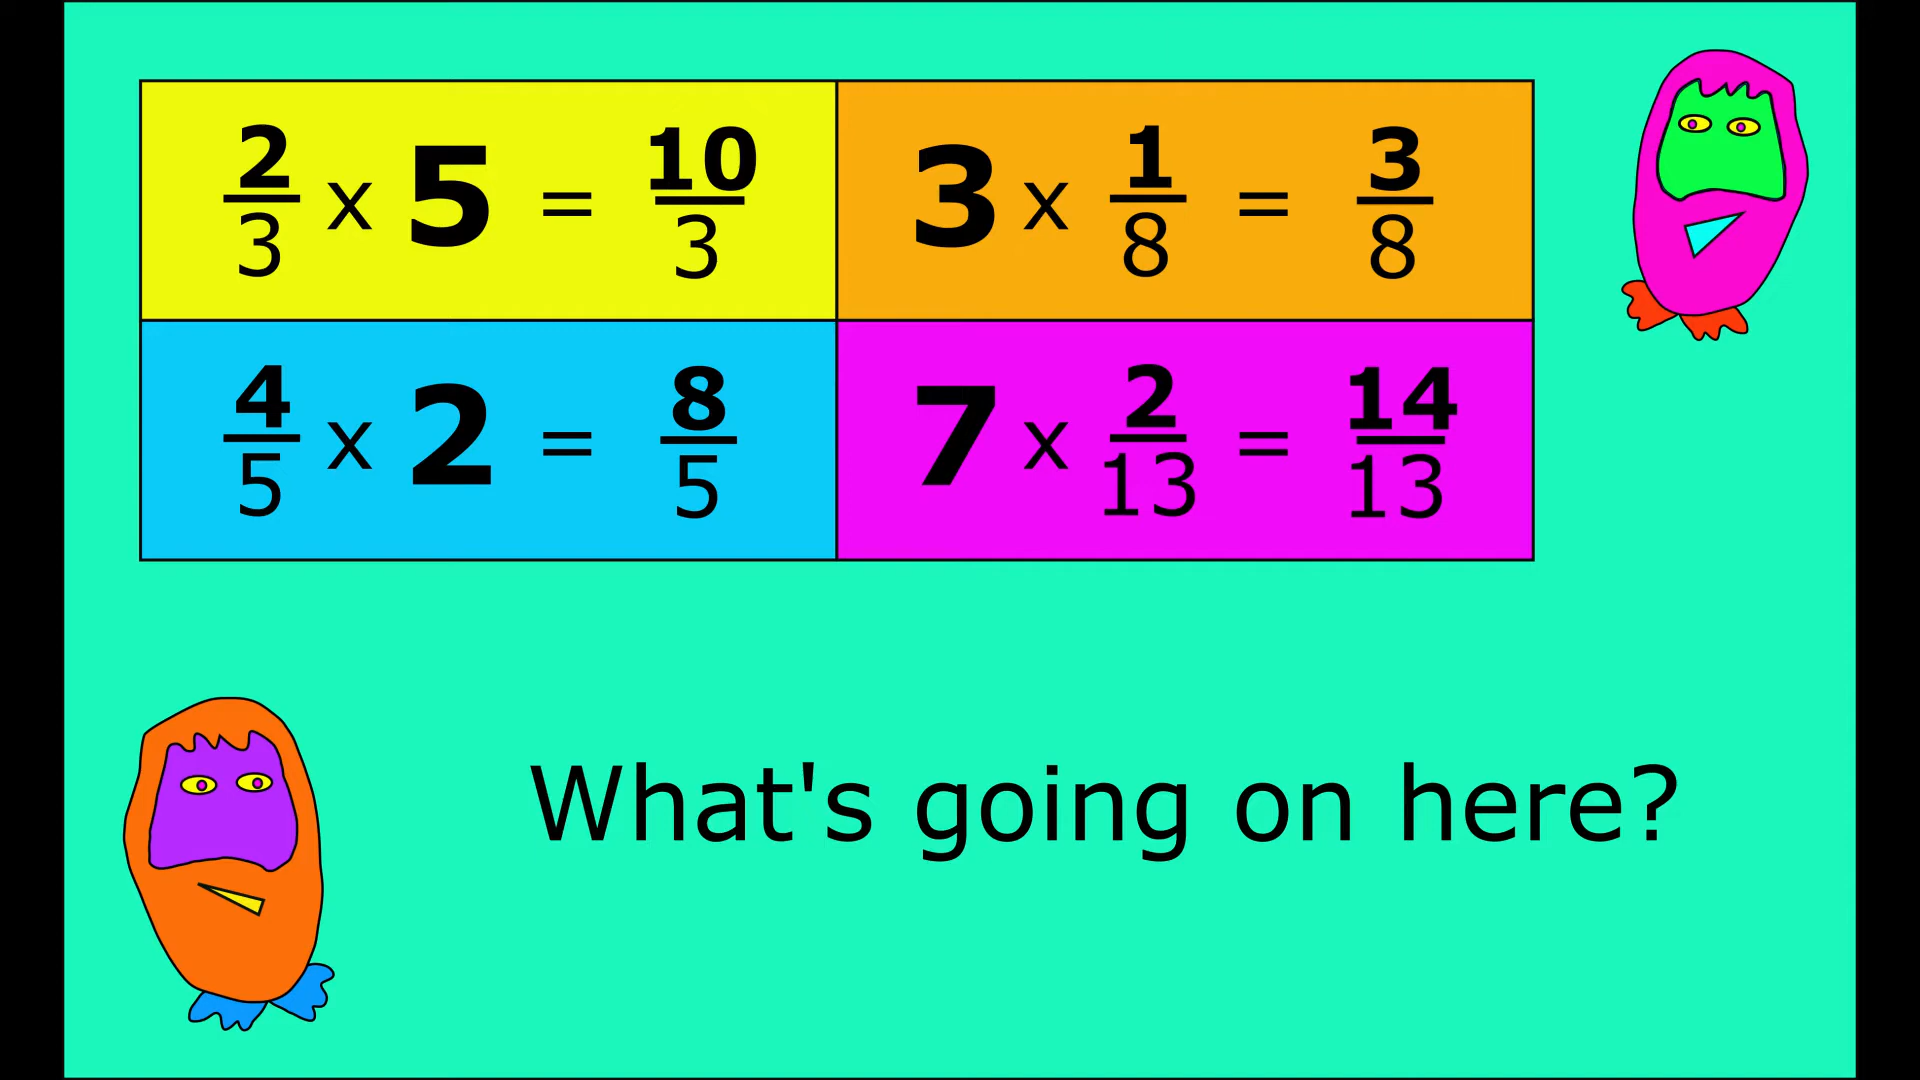 2/3 x 5 = 10/3
3 x 1/8 = 3/8
4/5 x 2 = 8/5
7 x 2/13 = 14/13
What's going on here?